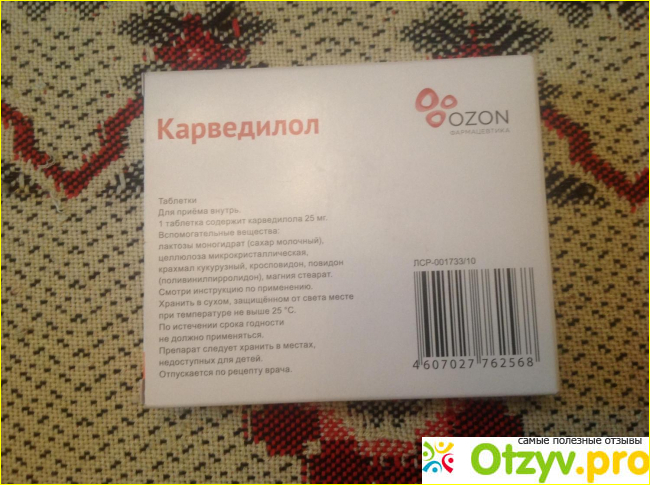 Карведилол
OZON
ФАРМАЦЕВТИКА
Таблетки
Для приёма внутрь.
1 таблетка содержит карведилола 25 мг.
Вспомогательные вещества:
лактозы моногидрат (сахар молочный),
целлюлоза микрокристаллическая,
крахмал кукурузный, кросповидон, повидон
(поливинилпирролидон), магния стеарат.
Смотри инструкцию по применению.
Хранить в сухом, защищённом от света месте
при температуре не выше 25 °С.
По истечении срока годности
не должно применяться.
Препарат следует хранить в местах,
недоступных для детей.
Отпускается по рецепту врача.
ЛСР-001733/10
4607027762568
самые полезные отзывы
Otzyv.pro